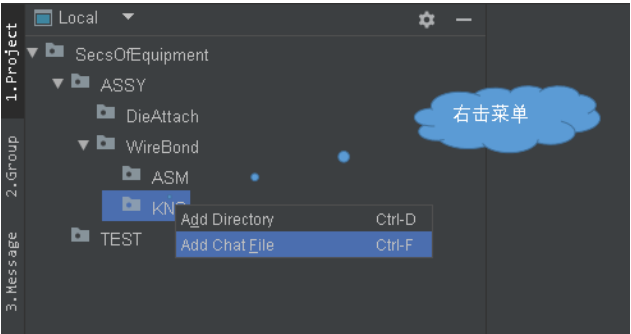 Local
1.Project
SecsOfEquipment
ASSY
DieAttach
右击菜单
2.Group
WireBond
ASM
Add Directory Ctrl-D
TEST
Add Chat File Ctrl-F
3.Message